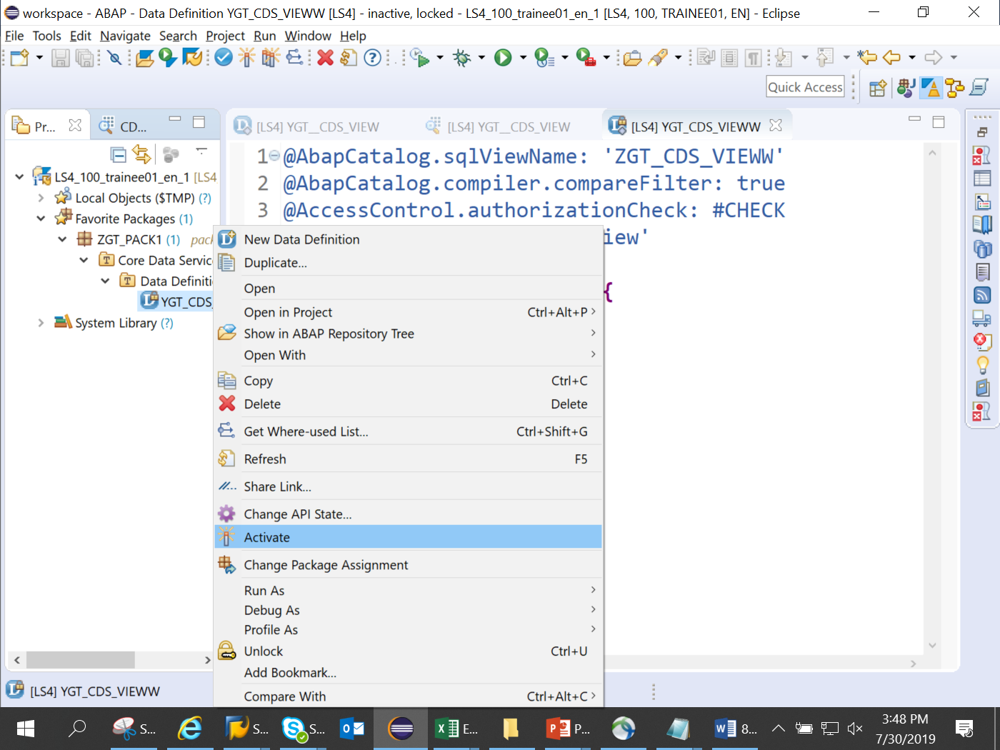 workspace - ABAP - Data Definition YGT_CDS_VIEWW [LS4] - inactive, locked - LS4_100_trainee01_en_1 [LS4, 100, TRAINEE01, EN] - Eclipse
File Tools Edit Navigate Search Project Run Window Help
Quick Access
Pr...
CD...
[LS4] YGT__CDS_VIEW
[LS4] YGT__CDS_VIEW
[LS4] YGT_CDS_VIEWW
LS4_100_trainee01_en_1 [LS4
Local Objects ($TMP) (?)
Favorite Packages (1)
ZGT_PACK1 (1) pack
Core Data Servic
Data Definiti
YGT_CDS_
System Library (?)
1 @AbapCatalog.sqlViewName: 'ZGT_CDS_VIEWW'
2 @AbapCatalog.compiler.compareFilter: true
3 @AccessControl.authorizationCheck: #CHECK
iew'
{
New Data Definition
Duplicate...
Open
Open in Project Ctrl+Alt+P
Show in ABAP Repository Tree
Open With
Copy Ctrl+C
Delete Delete
Get Where-used List... Ctrl+Shift+G
Refresh F5
Share Link...
Change API State...
Activate
Change Package Assignment
Run As
Debug As
Profile As
Unlock Ctrl+U
Add Bookmark...
Compare With Ctrl+Alt+C
[LS4] YGT_CDS_VIEWW
S...
S...
S...
E...
P...
8...
3:48 PM
7/30/2019